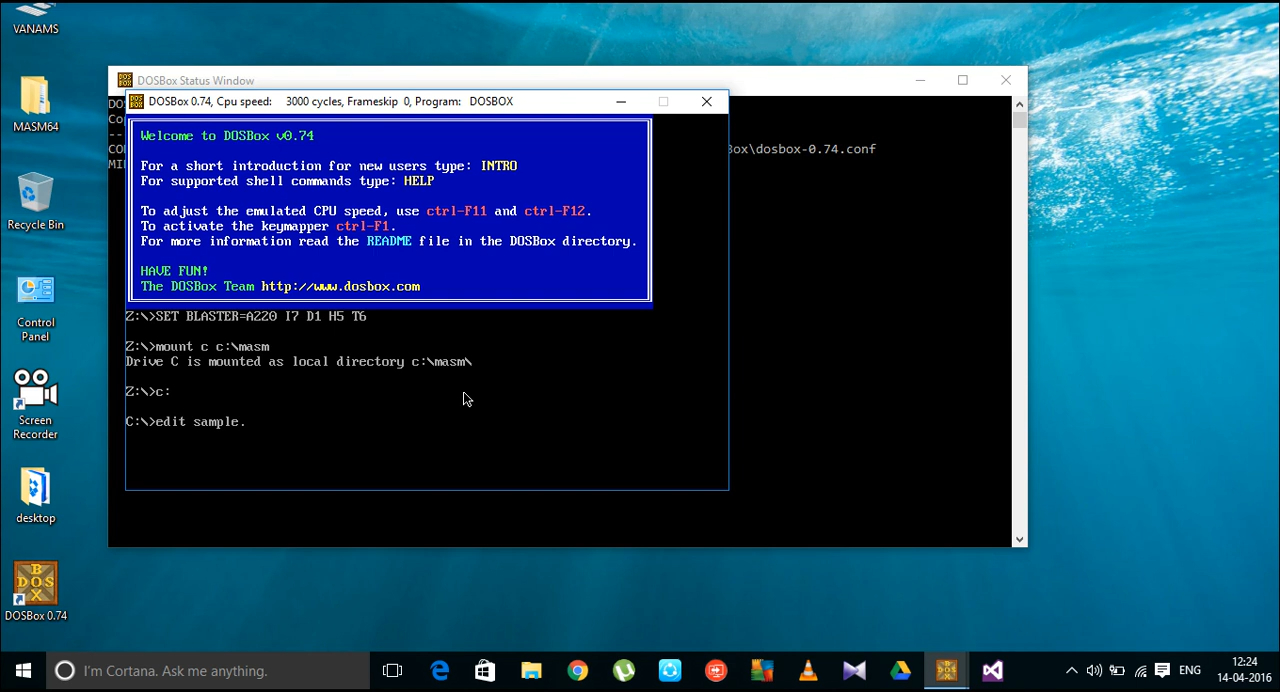 VANAMS
MASM64
Recycle Bin
Control
Panel
Screen
Recorder
desktop
DOSBox 0.74
DOSBox Status Window
DOSBox 0.74, Cpu speed: 3000 cycles, Frameskip 0, Program: DOSBOX
Box\dosbox-0.74.conf
Welcome to DOSBox v0.74
For a short introduction for new users type: INTRO
For supported shell commands type: HELP
To adjust the emulated CPU speed, use ctrl-F11 and ctrl-F12.
To activate the keymapper ctrl-F1.
For more information read the README file in the DOSBox directory.
HAVE FUN!
The DOSBox Team http://www.dosbox.com
Z:\>SET BLASTER=A220 I7 D1 H5 T6
Z:\>mount c c:\masm
Drive C is mounted as local directory c:\masm\
Z:\>c:
C:\>edit sample.
I'm Cortana. Ask me anything.
ENG
12:24
14-04-2016